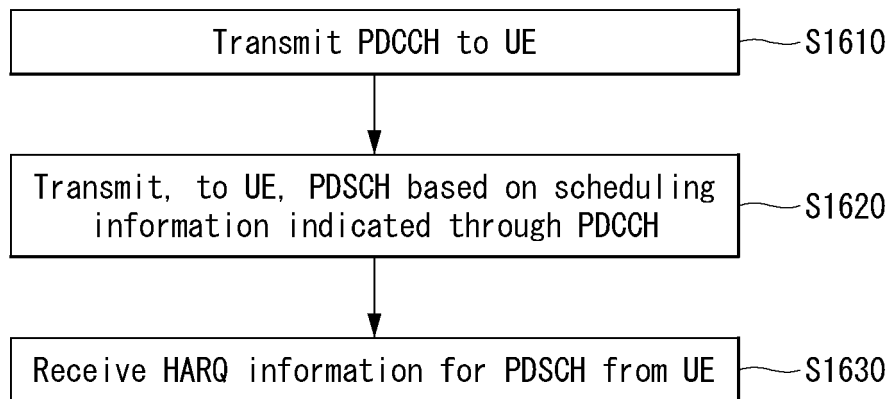 Transmit PDCCH to UE
S1610
Transmit, to UE, PDSCH based on scheduling
information indicated through PDCCH
S1620
Receive HARQ information for PDSCH from UE
S1630